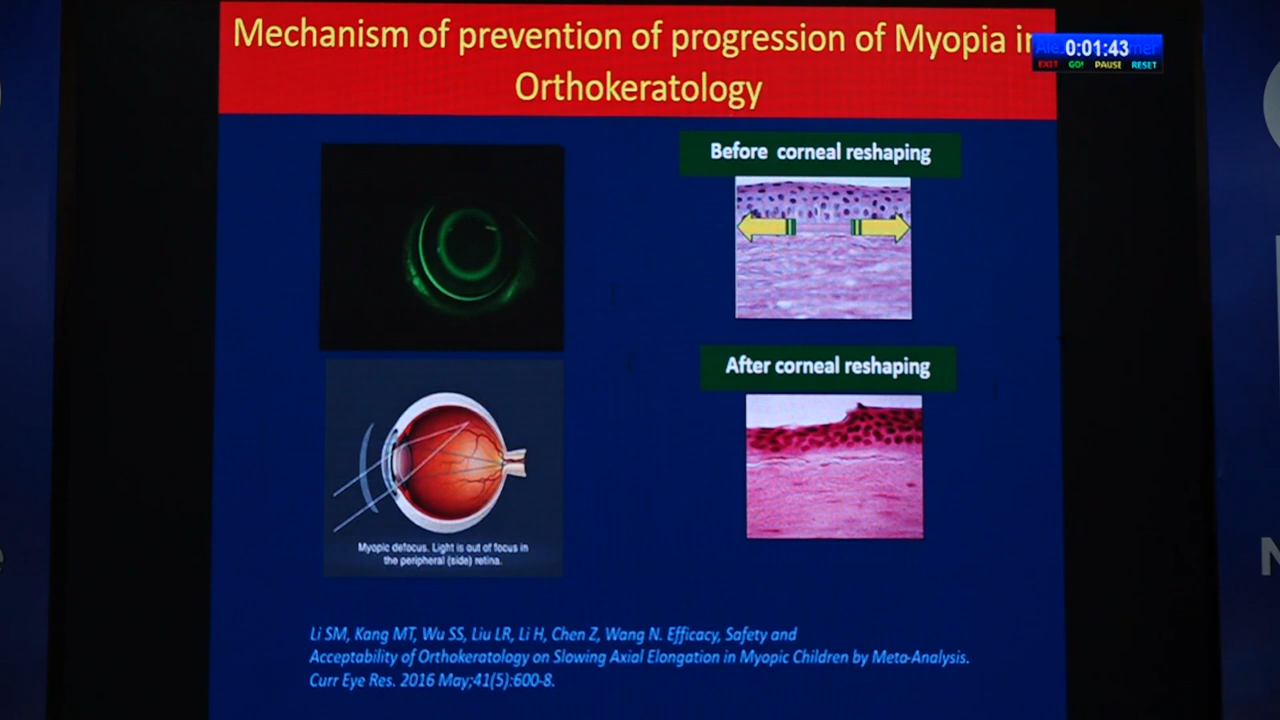 Mechanism of prevention of progression of Myopia in
Orthokeratology
0:01:43
EXIT GO! PAUSE RESET
Before corneal reshaping
After corneal reshaping
Myopic defocus. Light is out of focus in
the peripheral (side) retina.
Li SM, Kang MT, Wu SS, Liu LR, Li H, Chen Z, Wang N. Efficacy, Safety and
Acceptability of Orthokeratology on Slowing Axial Elongation in Myopic Children by Meta-Analysis.
Curr Eye Res. 2016 May;41(5):600-8.